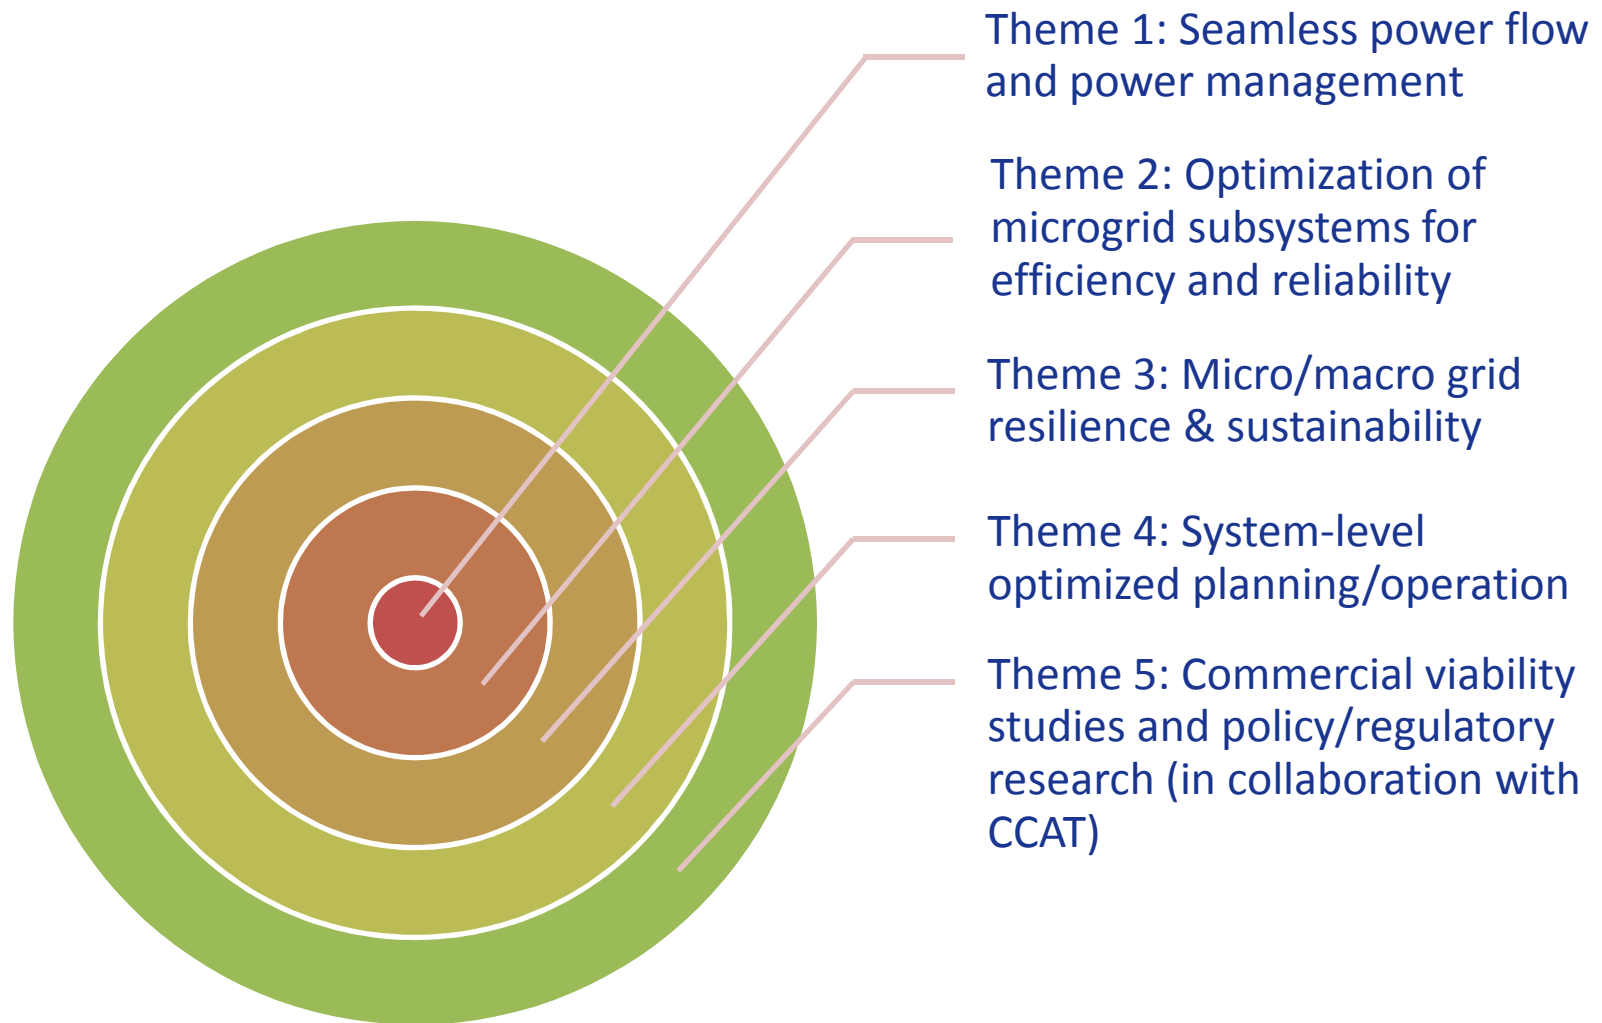 Theme 1: Seamless power flow
and power management
Theme 2: Optimization of
microgrid subsystems for
efficiency and reliability
Theme 3: Micro/macro grid
resilience & sustainability
Theme 4: System-level
optimized planning/operation
Theme 5: Commercial viability
studies and policy/regulatory
research (in collaboration with
CCAT)